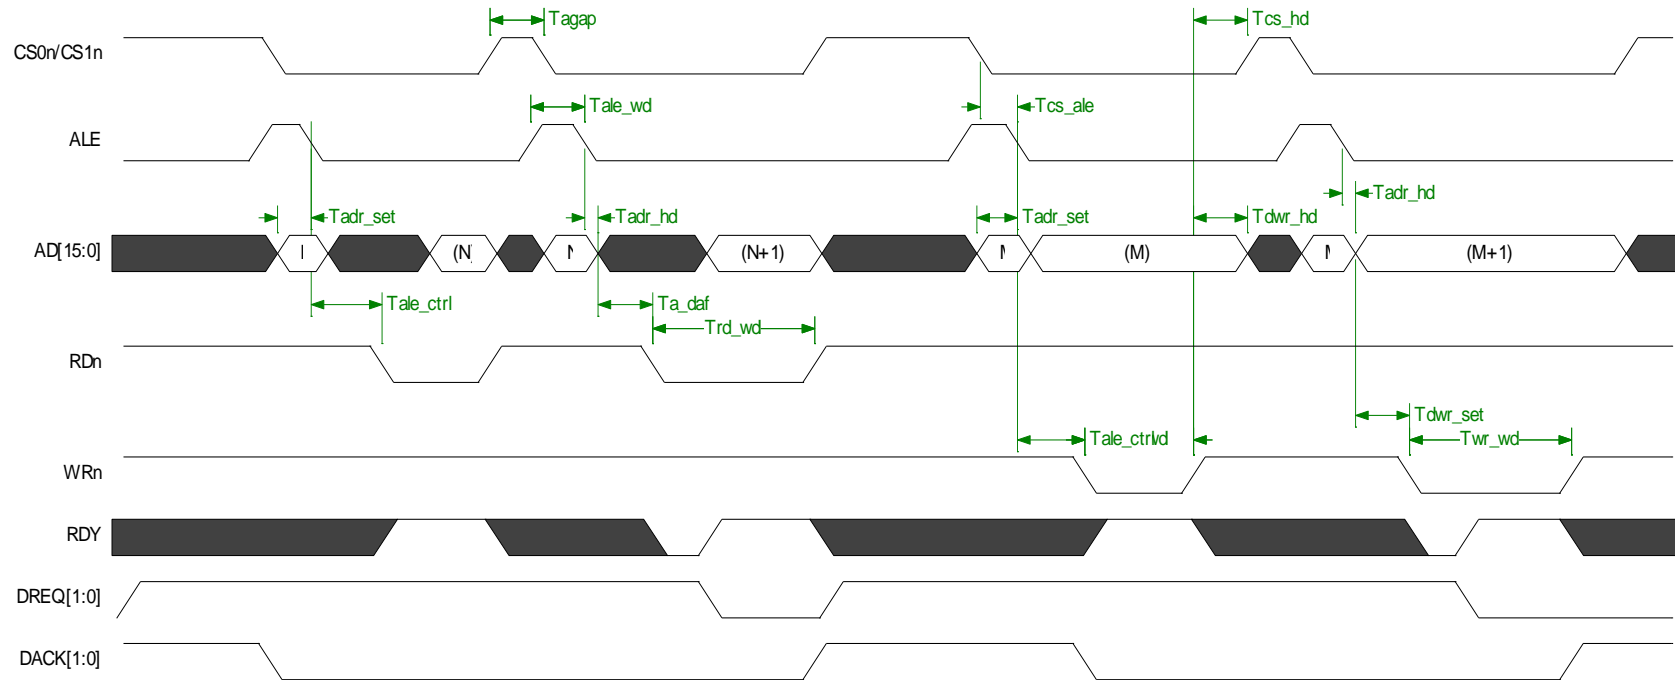 Tagap
Tcs_hd
CS0n/CS1n
Tale_wd
Tcs_ale
ALE
Tadr_set
Tadr_hd
Tadr_set
Tdwr_hd
Tadr_hd
AD[15:0]
(N
(N+1)
(M)
(M+1)
Tale_ctrl
Ta_daf
Trd_wd
RDn
Tdwr_set
Tale_ctrl
Twr_wd
WRn
RDY
DREQ[1:0]
DACK[1:0]